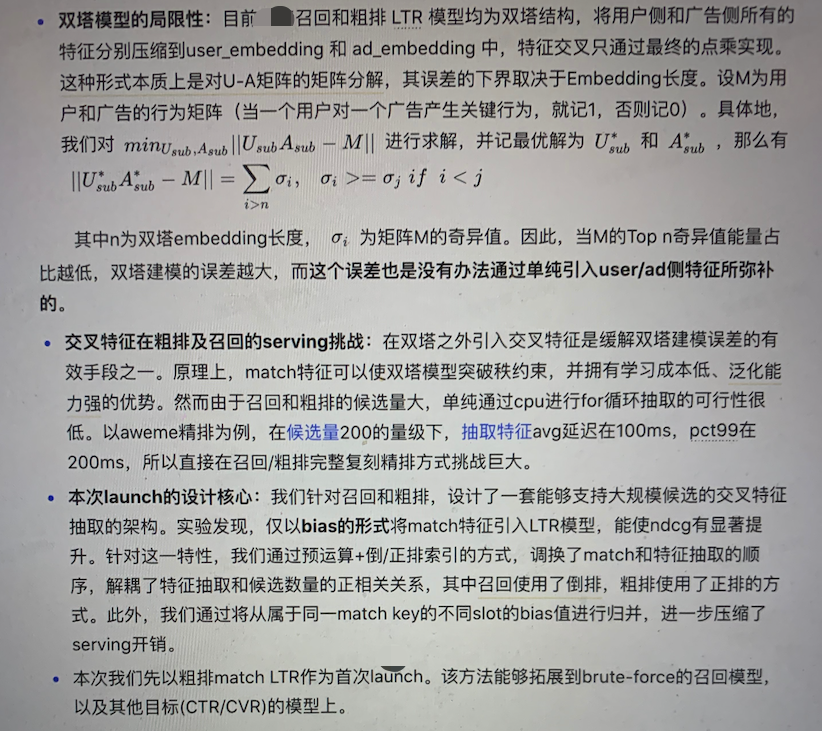 • 双塔模型的局限性：目前 召回和粗排 LTR 模型均为双塔结构，将用户侧和广告侧所有的
特征分别压缩到user_embedding 和 ad_embedding 中，特征交叉只通过最终的点乘实现。
这种形式本质上是对U-A矩阵的矩阵分解，其误差的下界取决于Embedding长度。设M为用
户和广告的行为矩阵（当一个用户对一个广告产生关键行为，就记1，否则记0）。具体地，
我们对 min_{U_{sub},A_{sub}}||U_{sub}A_{sub} − M|| 进行求解，并记最优解为 U^*_{sub} 和 A^*_{sub} ，那么有
||U^*_{sub}A^*_{sub} − M|| = ∑_{i>n} σ_i, σ_i >= σ_j if i < j
其中n为双塔embedding长度， σ_i 为矩阵M的奇异值。因此，当M的Top n奇异值能量占
比越低，双塔建模的误差越大，而这个误差也是没有办法通过单纯引入user/ad侧特征所弥补
的。
• 交叉特征在粗排及召回的serving挑战：在双塔之外引入交叉特征是缓解双塔建模误差的有
效手段之一。原理上，match特征可以使双塔模型突破秩约束，并拥有学习成本低、泛化能
力强的优势。然而由于召回和粗排的候选量大，单纯通过cpu进行for循环抽取的可行性很
低。以aweme精排为例，在候选量200的量级下，抽取特征avg延迟在100ms，pct99在
200ms，所以直接在召回/粗排完整复刻精排方式挑战巨大。
• 本次launch的设计核心：我们针对召回和粗排，设计了一套能够支持大规模候选的交叉特征
抽取的架构。实验发现，仅以bias的形式将match特征引入LTR模型，能使ndcg有显著提
升。针对这一特性，我们通过预运算+倒/正排索引的方式，调换了match和特征抽取的顺
序，解耦了特征抽取和候选数量的正相关关系，其中召回使用了倒排，粗排使用了正排的方
式。此外，我们通过将从属于同一match key的不同slot的bias值进行归并，进一步压缩了
serving开销。
• 本次我们先以粗排match LTR作为首次launch。该方法能够拓展到brute-force的召回模型，
以及其他目标(CTR/CVR)的模型上。